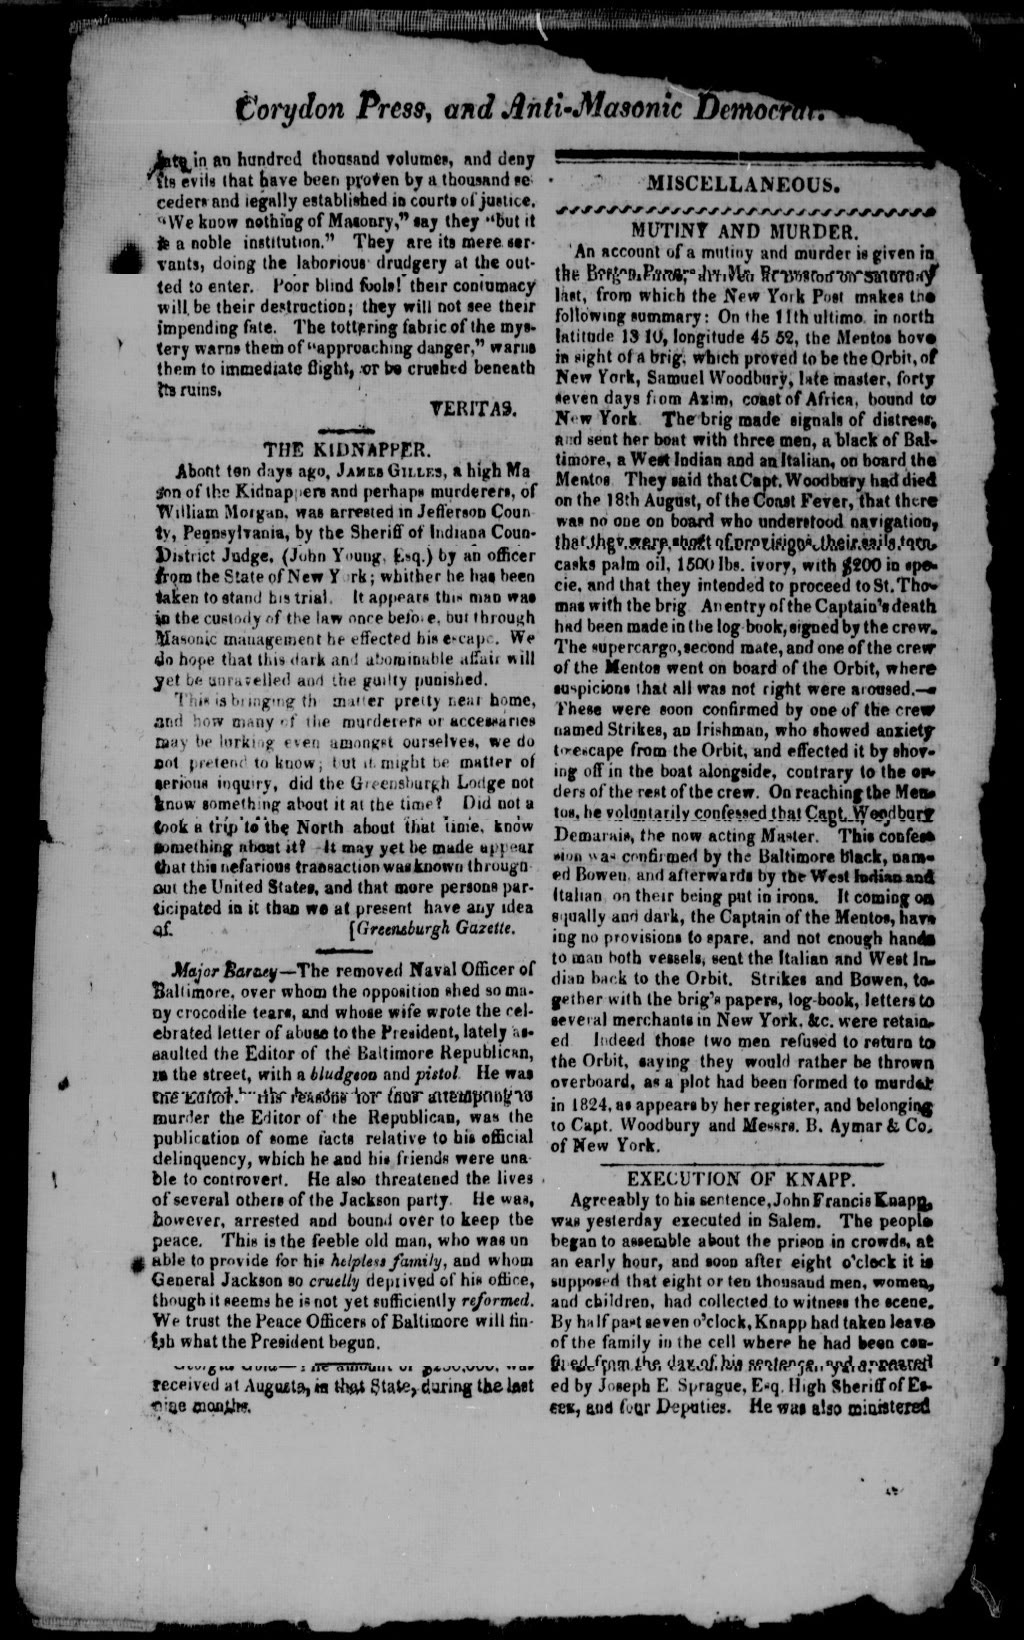 Corydon Press, and Anti-Masonic Democrat.
in an hundred thousand volumes, and deny
its evils that have been proven by a thousand se-
ceders and legally established in courts of justice.
"We know nothing of Masonry," say they "but it
is a noble institution." They are its mere ser-
vants, doing the laborious drudgery at the out-
ted to enter. Poor blind fools! their contumacy
will be their destruction; they will not see their
impending fate. The tottering fabric of the mys-
tery warns them of "approaching danger," warns
them to immediate flight, or be crushed beneath
its ruins.
VERITAS.
THE KIDNAPPER.
About ten days ago, JAMES GILLES, a high Ma
son of the Kidnappers and perhaps murderers, of
William Morgan, was arrested in Jefferson Coun
ty, Pennsylvania, by the Sheriff of Indiana Coun-
District Judge, (John Young, Esq.) by an officer
from the State of New York; whither he has been
taken to stand his trial. It appears this man was
in the custody of the law once before, but through
Masonic management he effected his escape. We
do hope that this dark and abominable affair will
yet be unravelled and the guilty punished.
This is bringing the matter pretty near home,
and how many of the murderers or accessaries
may be lurking even amongst ourselves, we do
not pretend to know; but it might be matter of
serious inquiry, did the Greensburgh Lodge not
know something about it at the time? Did not a
took a trip to the North about that time, know
something about it? It may yet be made appear
that this nefarious transaction was known through
out the United States, and that more persons par-
ticipated in it than we at present have any idea
of. [Greensburgh Gazette.
Major Barney—The removed Naval Officer of
Baltimore, over whom the opposition shed so ma-
ny crocodile tears, and whose wife wrote the cel-
ebrated letter of abuse to the President, lately as-
saulted the Editor of the Baltimore Republican,
in the street, with a bludgeon and pistol. He was
the Editor. His reasons for thus attempting to
murder the Editor of the Republican, was the
publication of some facts relative to his official
delinquency, which he and his friends were una
ble to controvert. He also threatened the lives
of several others of the Jackson party. He was,
however, arrested and bound over to keep the
peace. This is the feeble old man, who was un
able to provide for his helpless family, and whom
General Jackson so cruelly deprived of his office,
though it seems he is not yet sufficiently reformed.
We trust the Peace Officers of Baltimore will fin-
ish what the President begun.
Georgia Gold—The amount of $230,000, was
received at Augusta, in that State, during the last
nine months.
MISCELLANEOUS.
MUTINY AND MURDER.
An account of a mutiny and murder is given in
the Boston of Saturday
last, from which the New York Post makes the
following summary: On the 11th ultimo. in north
latitude 13 10, longitude 45 52, the Mentos hove
in sight of a brig, which proved to be the Orbit, of
New York, Samuel Woodbury, late master, forty
seven days from Axim, coast of Africa, bound to
New York. The brig made signals of distress,
and sent her boat with three men, a black of Bal-
timore, a West Indian and an Italian, on board the
Mentos. They said that Capt. Woodbury had died
on the 18th August, of the Coast Fever, that there
was no one on board who understood navigation,
that they were short of provisions, their sails torn
casks palm oil, 1500 lbs. ivory, with $200 in spe-
cie, and that they intended to proceed to St. Tho-
mas with the brig. An entry of the Captain's death
had been made in the log book, signed by the crew.
The supercargo, second mate, and one of the crew
of the Mentos went on board of the Orbit, where
suspicions that all was not right were aroused.—
These were soon confirmed by one of the crew
named Strikes, an Irishman, who showed anxiety
to escape from the Orbit, and effected it by shov-
ing off in the boat alongside, contrary to the or-
ders of the rest of the crew. On reaching the Men-
tos, he voluntarily confessed that Capt. Woodbury
Demarais, the now acting Master. This confes-
sion was confirmed by the Baltimore black, nam-
ed Bowen, and afterwards by the West Indian and
Italian on their being put in irons. It coming on
squally and dark, the Captain of the Mentos, hav-
ing no provisions to spare, and not enough hands
to man both vessels, sent the Italian and West In-
dian back to the Orbit. Strikes and Bowen, to-
gether with the brig's papers, log-book, letters to
several merchants in New York, &c. were retain-
ed Indeed those two men refused to return to
the Orbit, saying they would rather be thrown
overboard, as a plot had been formed to murder
in 1824, as appears by her register, and belonging
to Capt. Woodbury and Messrs. B. Aymar & Co.
of New York.
EXECUTION OF KNAPP.
Agreeably to his sentence, John Francis Knapp,
was yesterday executed in Salem. The people
began to assemble about the prison in crowds, at
an early hour, and soon after eight o'clock it is
supposed that eight or ten thousand men, women,
and children, had collected to witness the scene.
By half past seven o'clock, Knapp had taken leave
of the family in the cell where he had been con-
fined from the day of his sentence, and appeared
ed by Joseph E Sprague, Esq. High Sheriff of Es-
sex, and four Deputies. He was also ministered